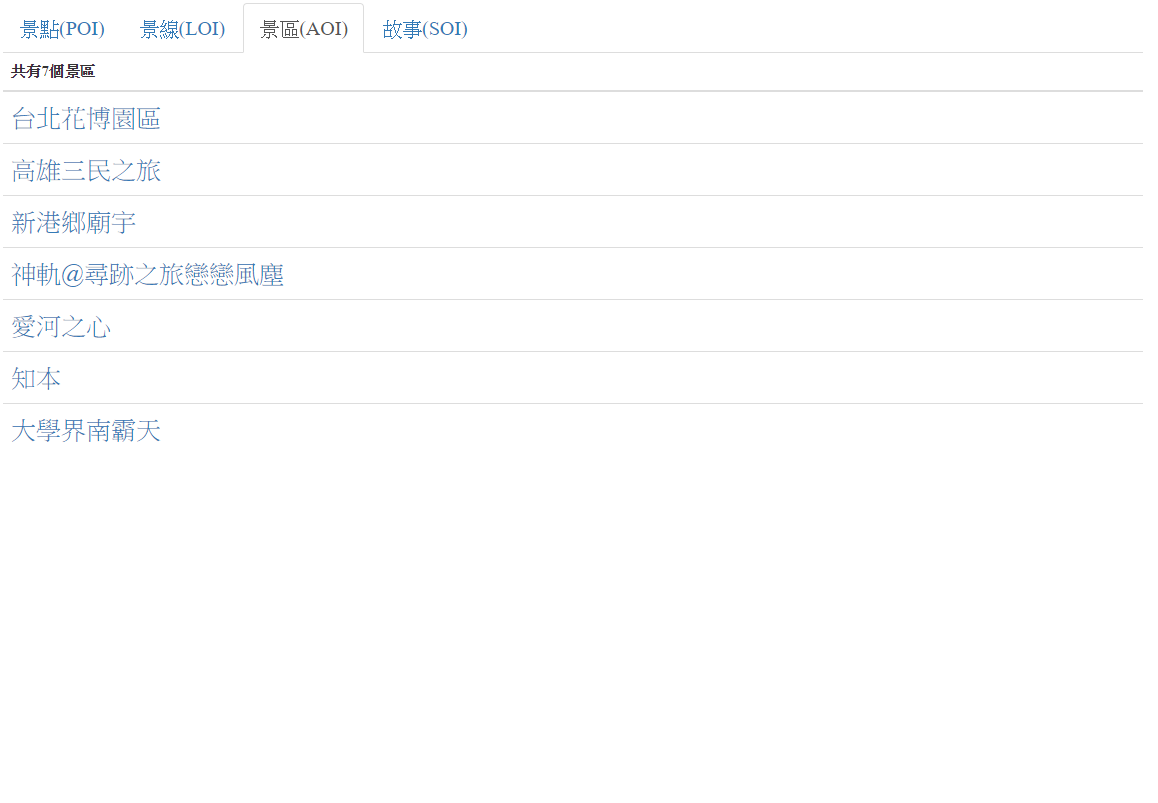 景點(POI) 景線(LOI) 景區(AOI) 故事(SOI)
共有7個景區
台北花博園區
高雄三民之旅
新港鄉廟宇
神軌@尋跡之旅戀戀風塵
愛河之心
知本
大學界南霸天